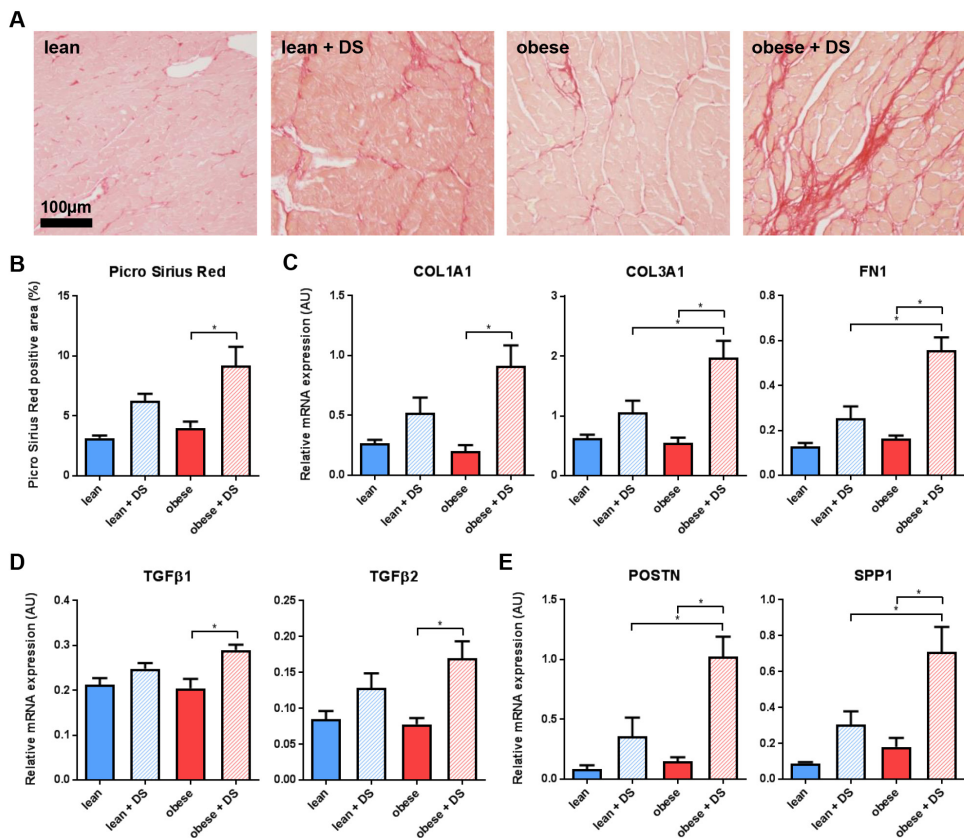 A
lean
lean + DS
obese
obese + DS
100µm
B
Picro Sirius Red
Picro Sirius Red positive area (%)
15
10
5
0
*
lean
lean + DS
obese
obese + DS
C
COL1A1
Relative mRNA expression (AU)
1.5
1.0
0.5
0.0
*
lean
lean + DS
obese
obese + DS
COL3A1
3
2
1
0
*
*
lean
lean + DS
obese
obese + DS
FN1
0.8
0.6
0.4
0.2
0.0
*
*
lean
lean + DS
obese
obese + DS
D
TGFβ1
Relative mRNA expression (AU)
0.4
0.3
0.2
0.1
0.0
*
lean
lean + DS
obese
obese + DS
TGFβ2
0.25
0.20
0.15
0.10
0.05
0.00
*
lean
lean + DS
obese
obese + DS
E
POSTN
Relative mRNA expression (AU)
1.5
1.0
0.5
0.0
*
*
lean
lean + DS
obese
obese + DS
SPP1
1.0
0.8
0.6
0.4
0.2
0.0
*
*
lean
lean + DS
obese
obese + DS